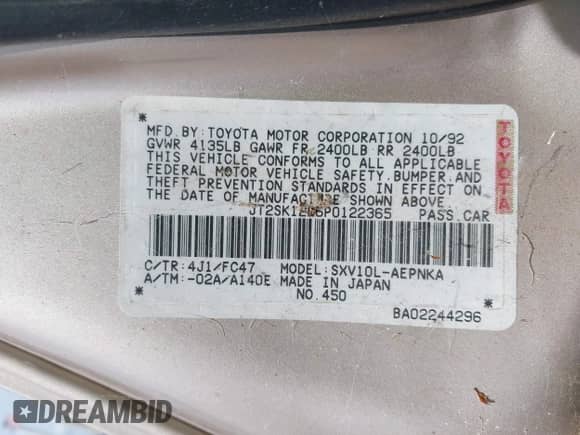 MFD. BY: TOYOTA MOTOR CORPORATION 10/92
GVWR 4135LB GAWR FR 2400LB RR 2400LB
THIS VEHICLE CONFORMS TO ALL APPLICABLE
FEDERAL MOTOR VEHICLE SAFETY, BUMPER, AND
THEFT PREVENTION STANDARDS IN EFFECT ON
THE DATE OF MANUFACTURE SHOWN ABOVE.
PASS. CAR
TOYOTA
C/TR: 4J1/FC47 MODEL: SXV10L-AEPNKA
A/TM: -02A/A140E MADE IN JAPAN
NO. 450
BA02244296
DREAMBID